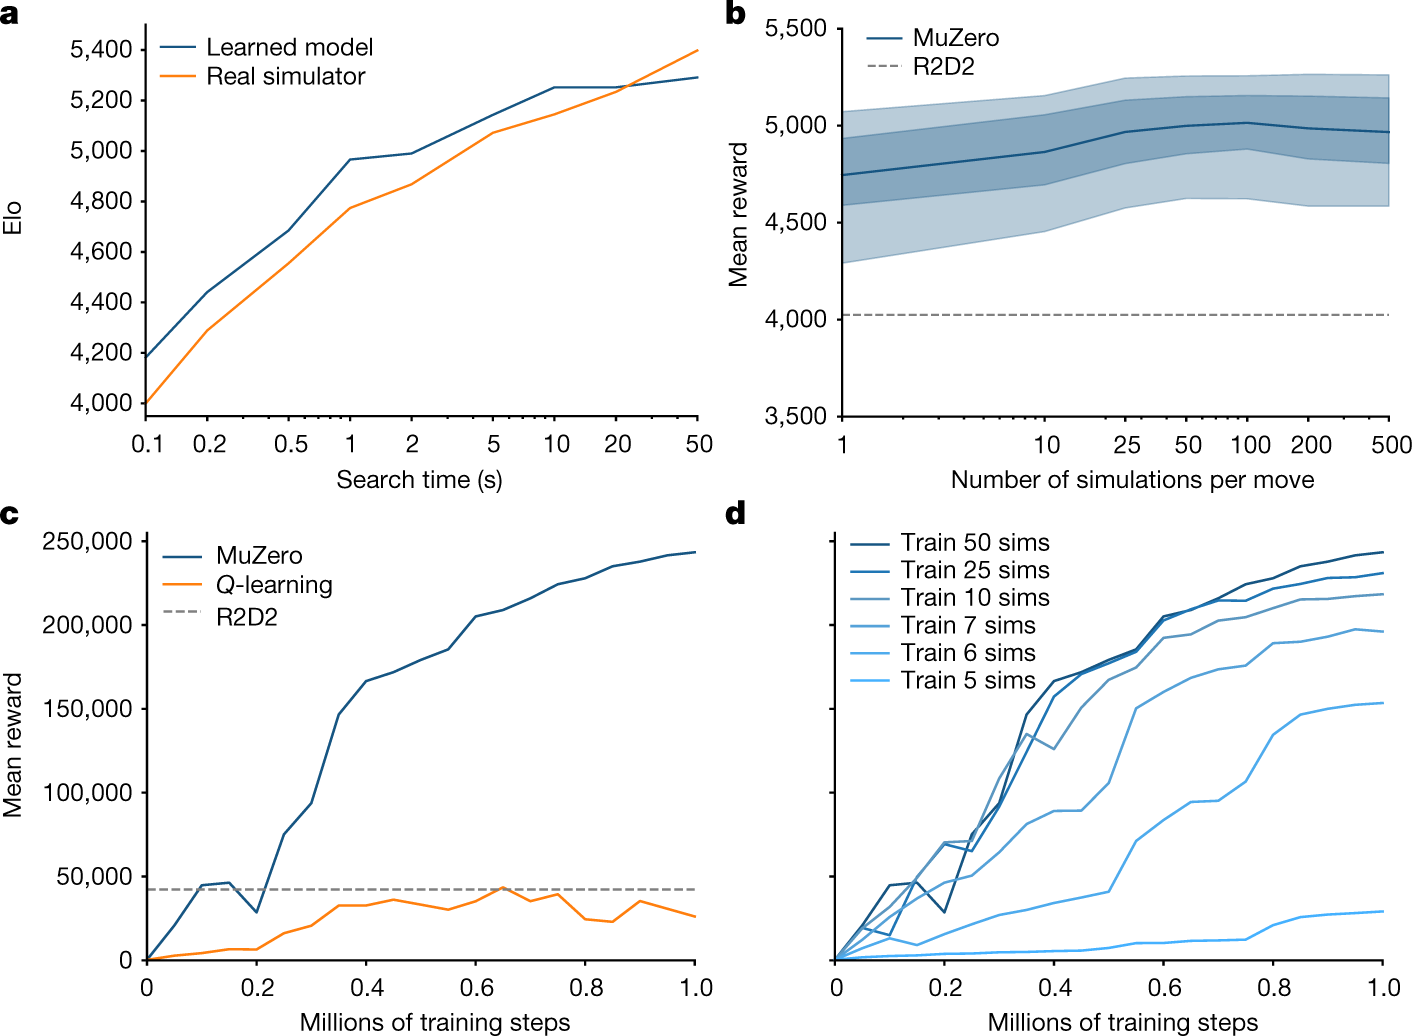 a
5,400
5,200
5,000
4,800
4,600
4,400
4,200
4,000
Elo
Learned model
Real simulator
0.1 0.2 0.5 1 2 5 10 20 50
Search time (s)
b
5,500
5,000
4,500
4,000
3,500
Mean reward
MuZero
R2D2
1 10 25 50 100 200 500
Number of simulations per move
c
250,000
200,000
150,000
100,000
50,000
0
Mean reward
MuZero
Q-learning
R2D2
0 0.2 0.4 0.6 0.8 1.0
Millions of training steps
d
Train 50 sims
Train 25 sims
Train 10 sims
Train 7 sims
Train 6 sims
Train 5 sims
0 0.2 0.4 0.6 0.8 1.0
Millions of training steps